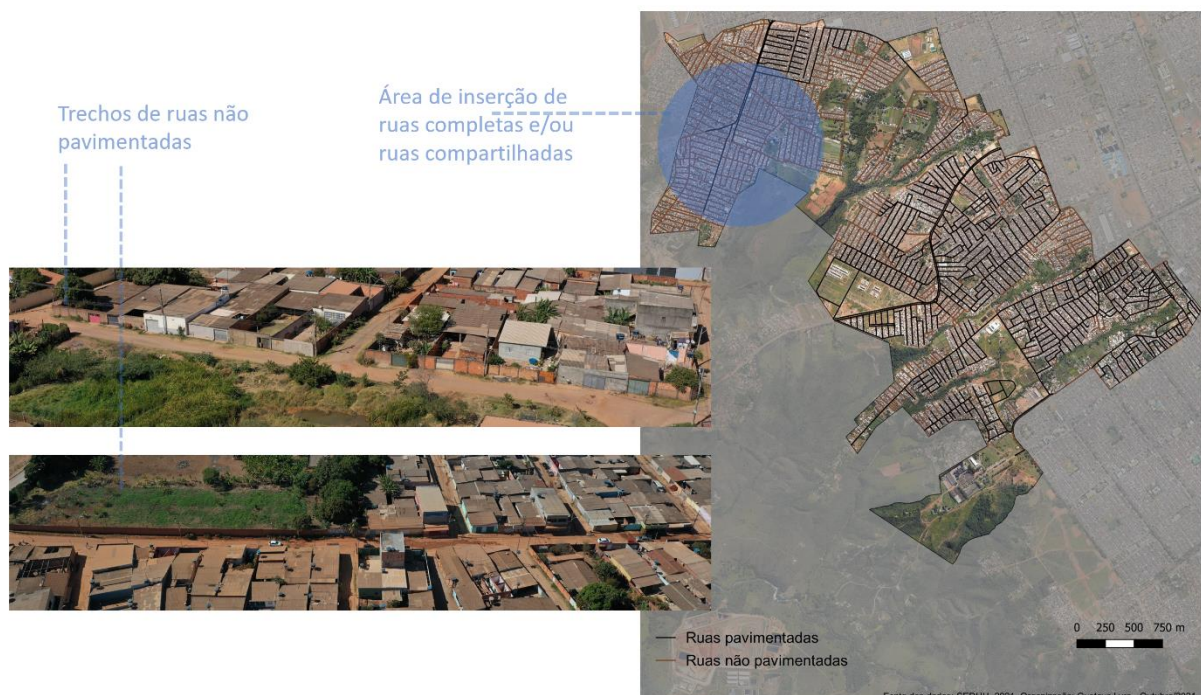 Trechos de ruas não
pavimentadas
Área de inserção de
ruas completas e/ou
ruas compartilhadas
0 250 500 750 m
Ruas pavimentadas
Ruas não pavimentadas